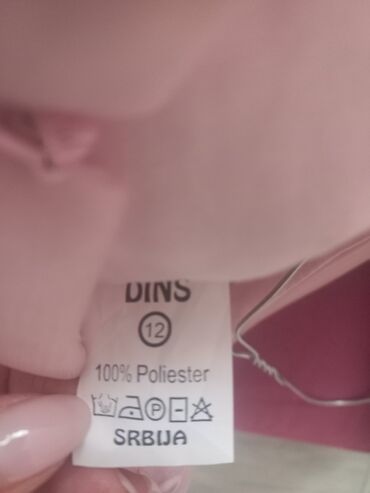 DINS
12
100% Poliester
P
SRBIJA